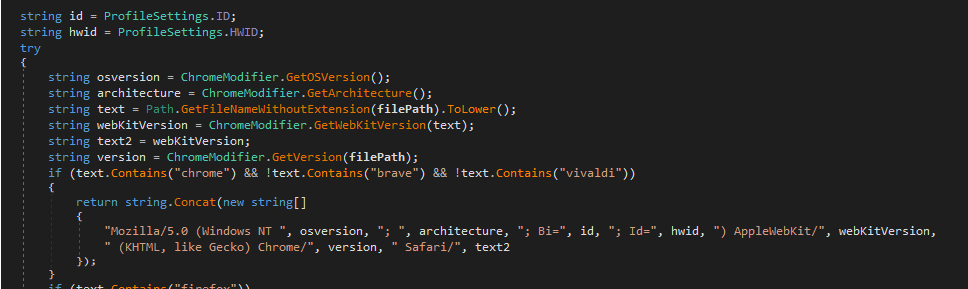 string id = ProfileSettings.ID;
string hwid = ProfileSettings.HWID;
try
{
string osversion = ChromeModifier.GetOSVersion();
string architecture = ChromeModifier.GetArchitecture();
string text = Path.GetFileNameWithoutExtension(filePath).ToLower();
string webKitVersion = ChromeModifier.GetWebKitVersion(text);
string text2 = webKitVersion;
string version = ChromeModifier.GetVersion(filePath);
if (text.Contains("chrome") && !text.Contains("brave") && !text.Contains("vivaldi"))
{
return string.Concat(new string[]
{
"Mozilla/5.0 (Windows NT ", osversion, "; ", architecture, "; Bi=", id, "; Id=", hwid, ") AppleWebKit/", webKitVersion,
" (KHTML, like Gecko) Chrome/", version, " Safari/", text2
});
}
if (text.Contains("firefox"))